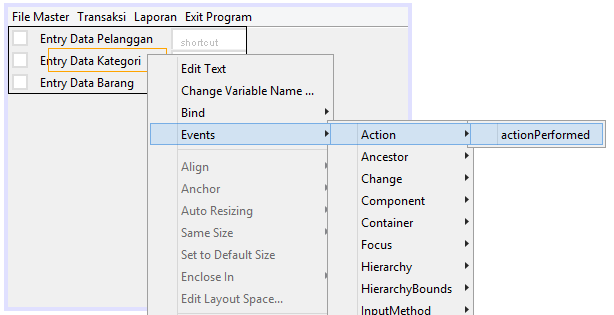 File Master Transaksi Laporan Exit Program
Entry Data Pelanggan shortcut
Entry Data Kategori
Entry Data Barang
Edit Text
Change Variable Name ...
Bind
Events
Align
Anchor
Auto Resizing
Same Size
Set to Default Size
Enclose In
Edit Layout Space...
Action
Ancestor
Change
Component
Container
Focus
Hierarchy
HierarchyBounds
InputMethod
actionPerformed